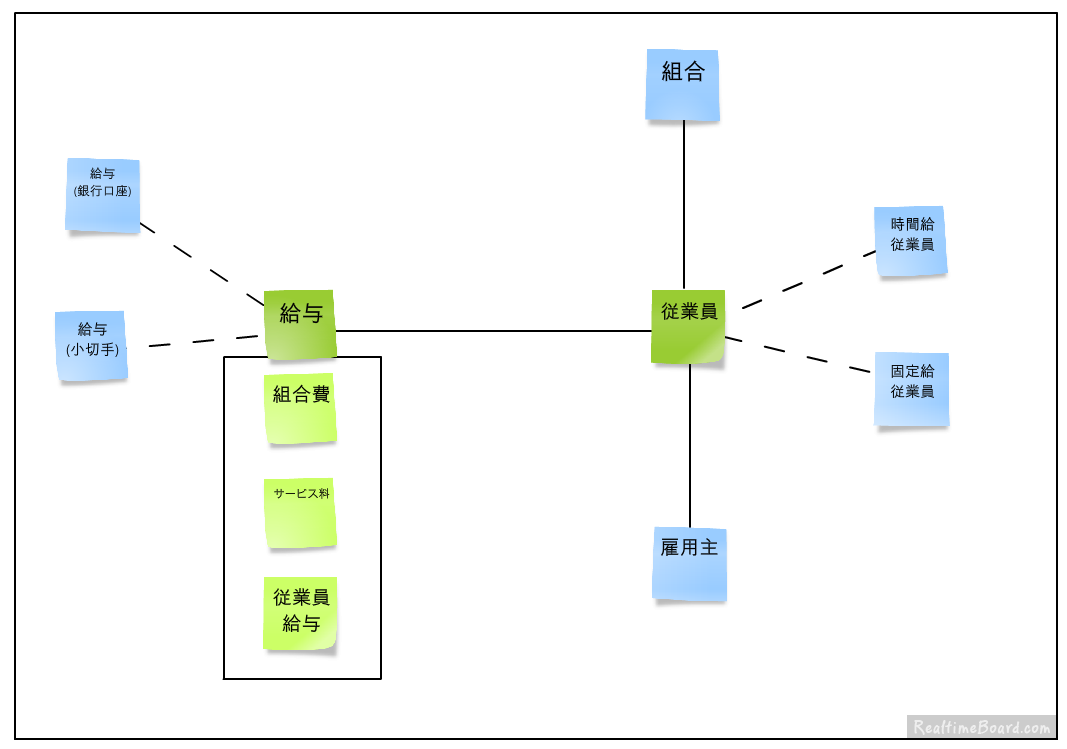 組合
給与
(銀行口座)
時間給
従業員
給与
従業員
給与
(小切手)
固定給
従業員
組合費
サービス料
雇用主
従業員
給与
RealtimeBoard.com